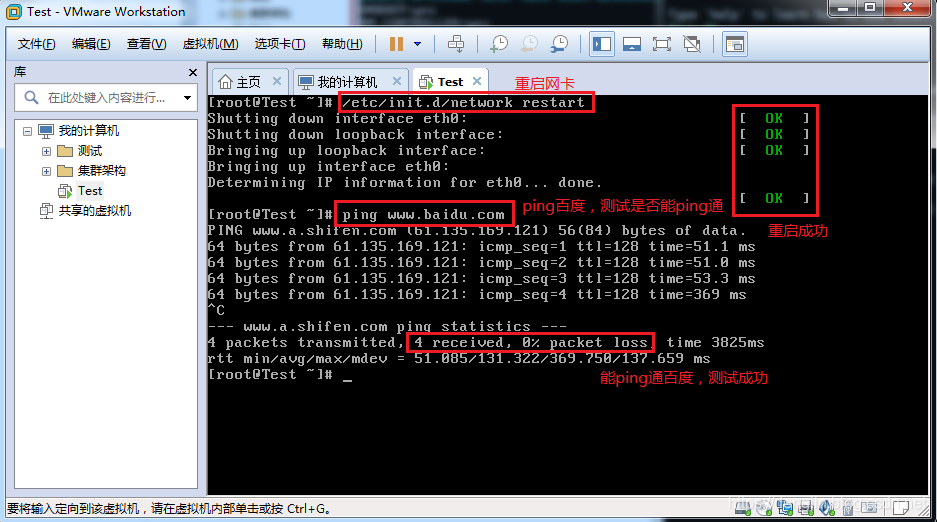 Test - VMware Workstation
文件(F) 编辑(E) 查看(V) 虚拟机(M) 选项卡(T) 帮助(H)
库
在此处键入内容进行...
我的计算机
测试
集群架构
Test
共享的虚拟机
主页 我的计算机 Test
重启网卡
[root@Test ~]# /etc/init.d/network restart
Shutting down interface eth0: [ OK ]
Shutting down loopback interface: [ OK ]
Bringing up loopback interface: [ OK ]
Bringing up interface eth0:
Determining IP information for eth0... done.
[ OK ]
[root@Test ~]# ping www.baidu.com
ping百度，测试是否能ping通
重启成功
PING www.a.shifen.com (61.135.169.121) 56(84) bytes of data.
64 bytes from 61.135.169.121: icmp_seq=1 ttl=128 time=51.1 ms
64 bytes from 61.135.169.121: icmp_seq=2 ttl=128 time=51.0 ms
64 bytes from 61.135.169.121: icmp_seq=3 ttl=128 time=53.3 ms
64 bytes from 61.135.169.121: icmp_seq=4 ttl=128 time=369 ms
^C
--- www.a.shifen.com ping statistics ---
4 packets transmitted, 4 received, 0% packet loss, time 3825ms
rtt min/avg/max/mdev = 51.085/131.322/369.750/137.659 ms
[root@Test ~]# _
能ping通百度，测试成功
要将输入定向到该虚拟机，请在虚拟机内部单击或按 Ctrl+G。